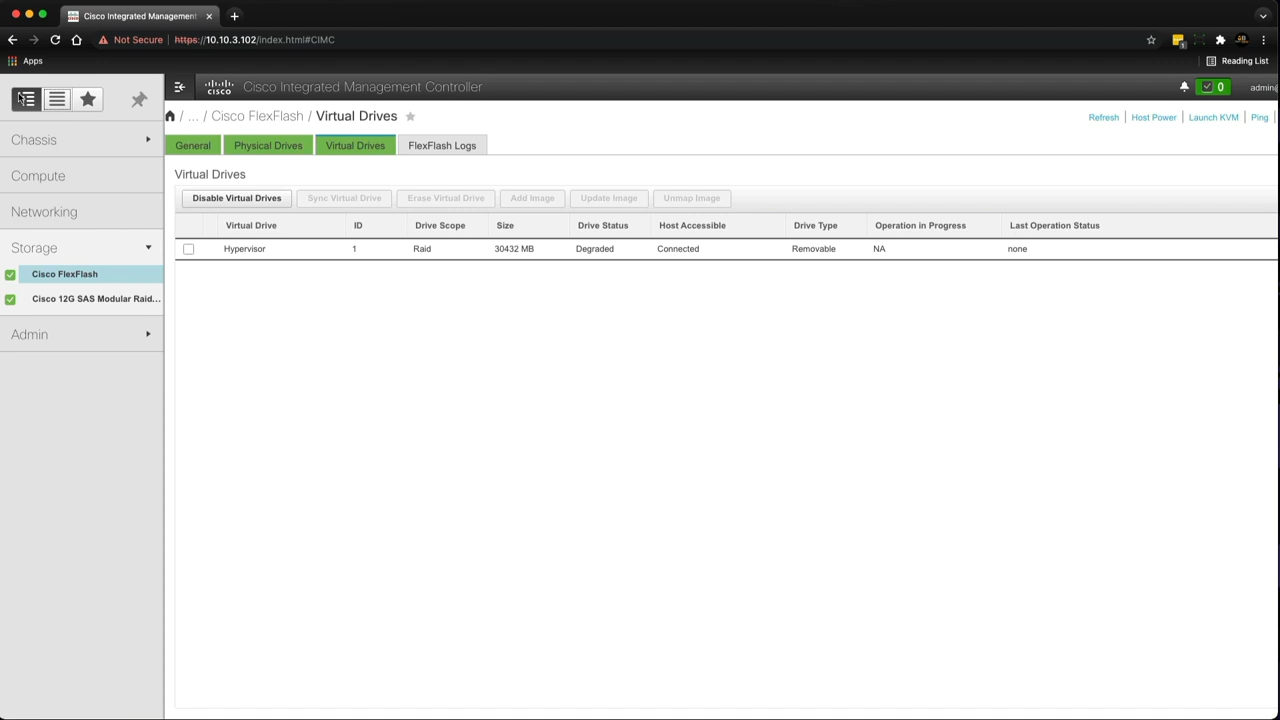 Cisco Integrated Management
Not Secure https://10.10.3.102/index.html#CIMC
1
Apps
Reading List
cisco Cisco Integrated Management Controller
0
admin@
/ ... / Cisco FlexFlash / Virtual Drives
Refresh Host Power Launch KVM Ping
Chassis
Compute
Networking
Storage
Cisco FlexFlash
Cisco 12G SAS Modular Raid...
Admin
General Physical Drives Virtual Drives FlexFlash Logs
Virtual Drives
Disable Virtual Drives Sync Virtual Drive Erase Virtual Drive Add Image Update Image Unmap Image
Virtual Drive ID Drive Scope Size Drive Status Host Accessible Drive Type Operation in Progress Last Operation Status
Hypervisor 1 Raid 30432 MB Degraded Connected Removable NA none